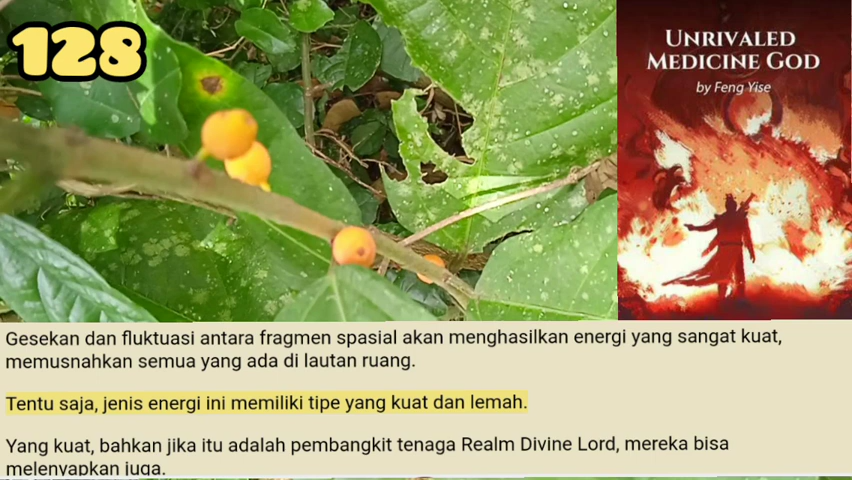 128
UNRIVALED
MEDICINE GOD
by Feng Yise
Gesekan dan fluktuasi antara fragmen spasial akan menghasilkan energi yang sangat kuat,
memusnahkan semua yang ada di lautan ruang.
Tentu saja, jenis energi ini memiliki tipe yang kuat dan lemah.
Yang kuat, bahkan jika itu adalah pembangkit tenaga Realm Divine Lord, mereka bisa
melenyapkan juga.